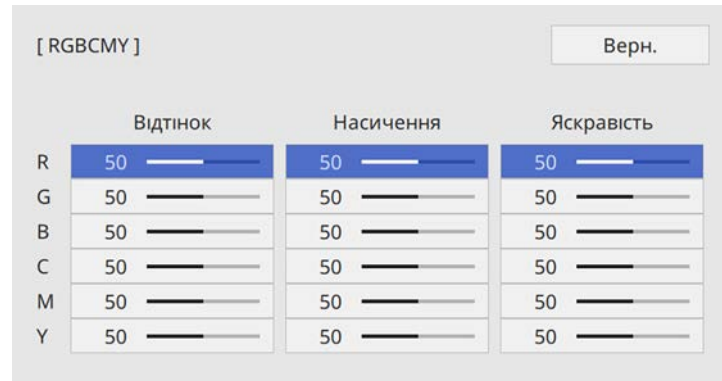 [ RGBCMY ] Верн.
Відтінок Насичення Яскравість
R 50 50 50
G 50 50 50
B 50 50 50
C 50 50 50
M 50 50 50
Y 50 50 50